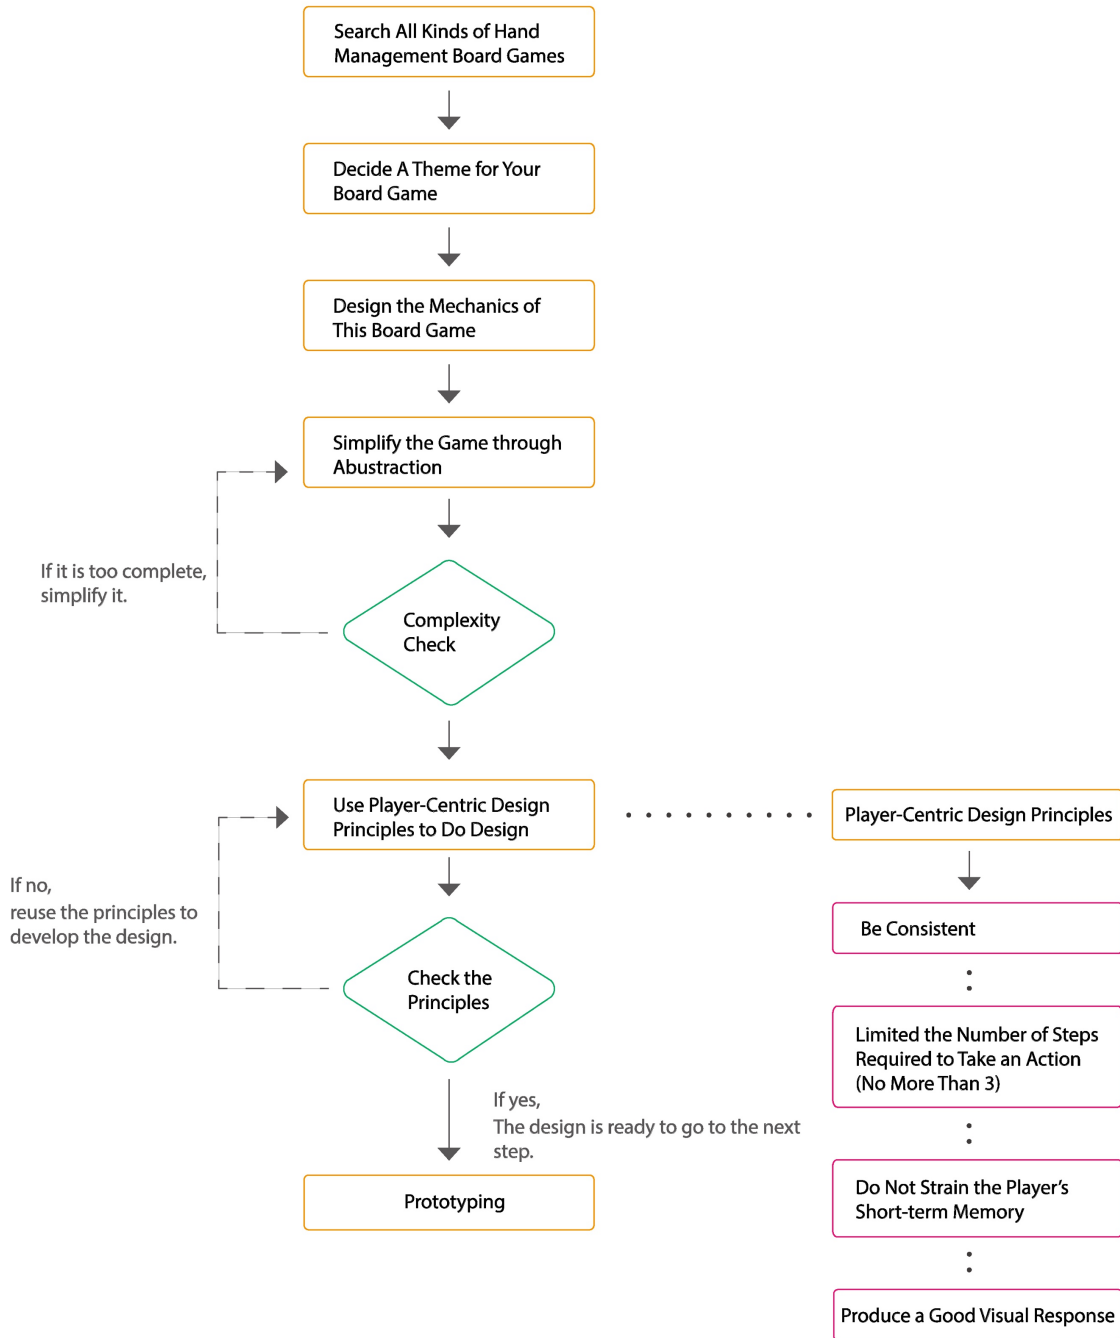 Search All Kinds of Hand
Management Board Games
Decide A Theme for Your
Board Game
Design the Mechanics of
This Board Game
Simplify the Game through
Abustraction
If it is too complete,
simplify it.
Complexity
Check
Use Player-Centric Design
Principles to Do Design
Player-Centric Design Principles
If no,
reuse the principles to
develop the design.
Be Consistent
Check the
Principles
Limited the Number of Steps
Required to Take an Action
(No More Than 3)
If yes,
The design is ready to go to the next
step.
Do Not Strain the Player's
Short-term Memory
Prototyping
Produce a Good Visual Response